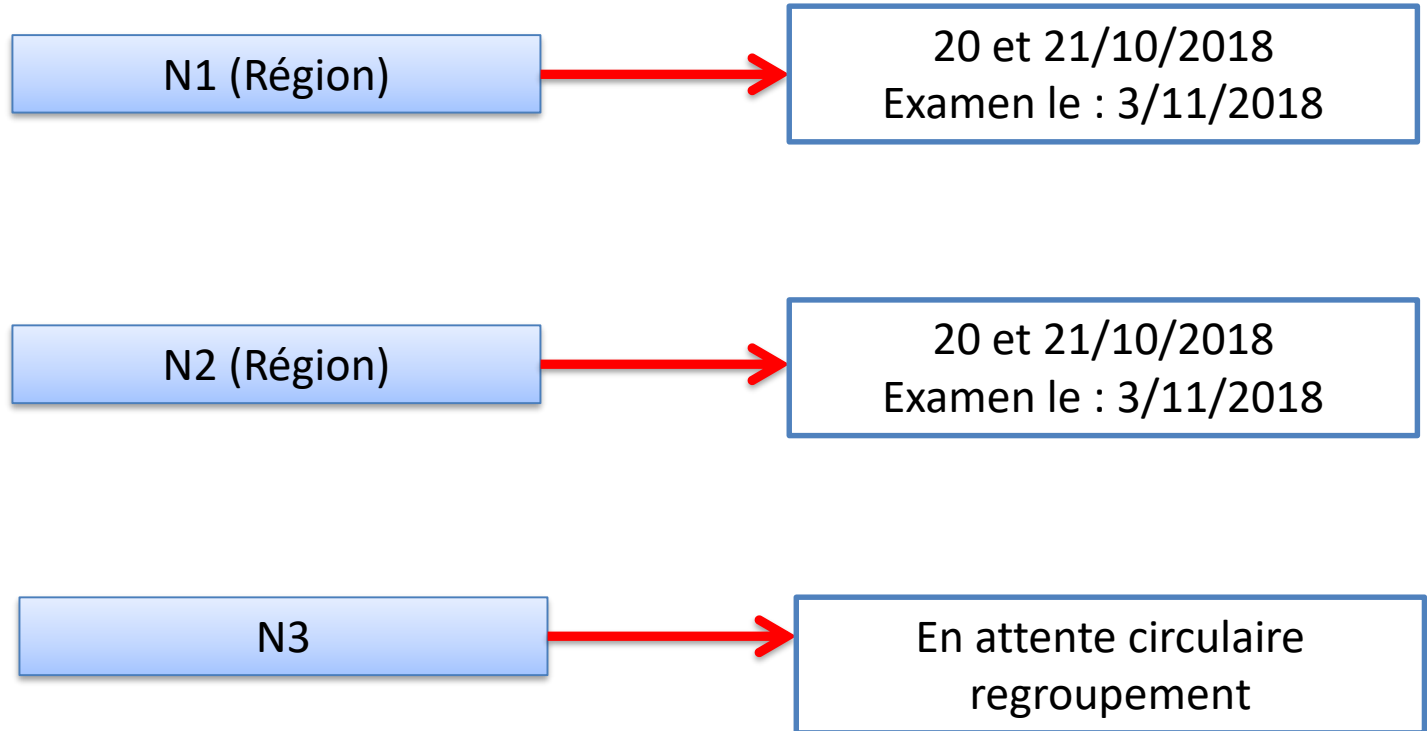 N1 (Région)
20 et 21/10/2018
Examen le : 3/11/2018
N2 (Région)
20 et 21/10/2018
Examen le : 3/11/2018
N3
En attente circulaire
regroupement